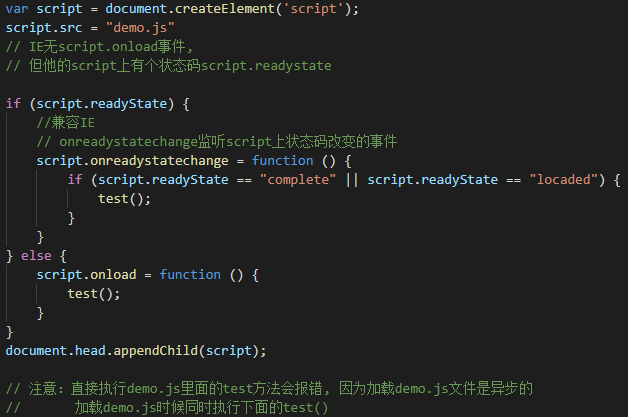 var script = document.createElement('script');
script.src = "demo.js"
// IE无script.onload事件,
// 但他的script上有个状态码script.readystate
if (script.readyState) {
//兼容IE
// onreadystatechange监听script上状态码改变的事件
script.onreadystatechange = function () {
if (script.readyState == "complete" || script.readyState == "locaded") {
test();
}
}
} else {
script.onload = function () {
test();
}
}
document.head.appendChild(script);
// 注意: 直接执行demo.js里面的test方法会报错, 因为加载demo.js文件是异步的
// 加载demo.js时候同时执行下面的test()